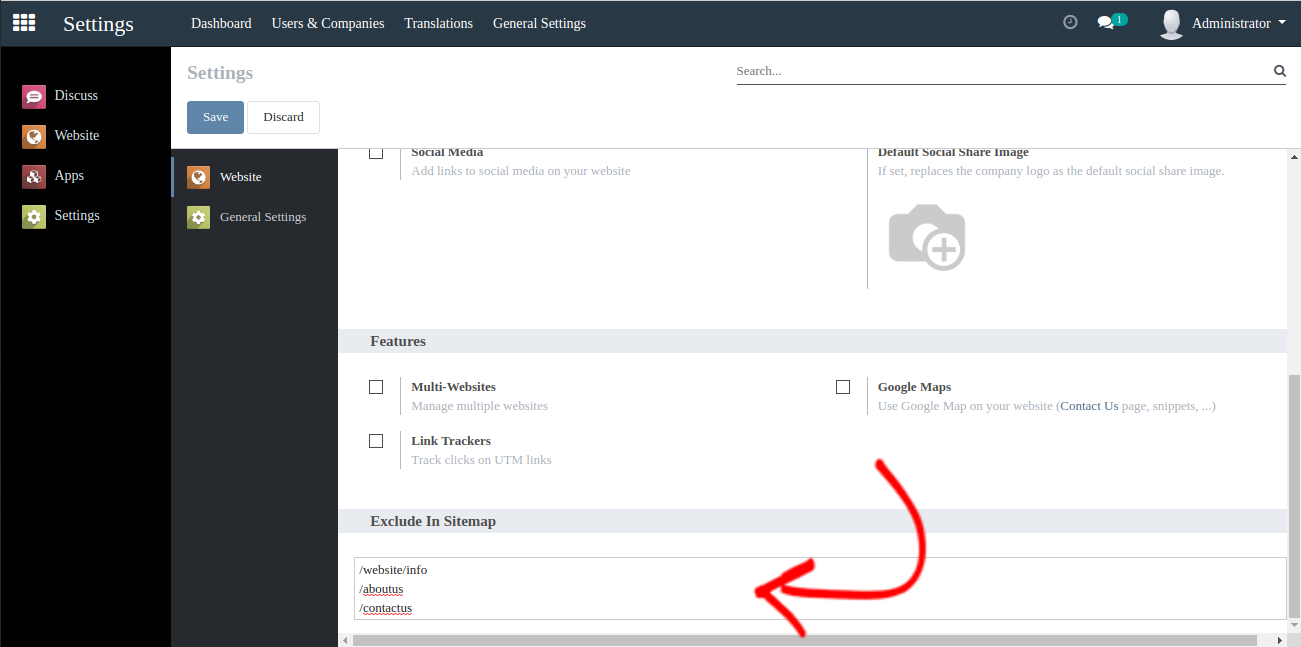 Settings Dashboard Users & Companies Translations General Settings 1 Administrator
Discuss
Website
Apps
Settings
Settings
Search...
Save Discard
Website
General Settings
Social Media
Add links to social media on your website
Default Social Share Image
If set, replaces the company logo as the default social share image.
Features
Multi-Websites
Manage multiple websites
Google Maps
Use Google Map on your website (Contact Us page, snippets, ...)
Link Trackers
Track clicks on UTM links
Exclude In Sitemap
/website/info
/aboutus
/contactus